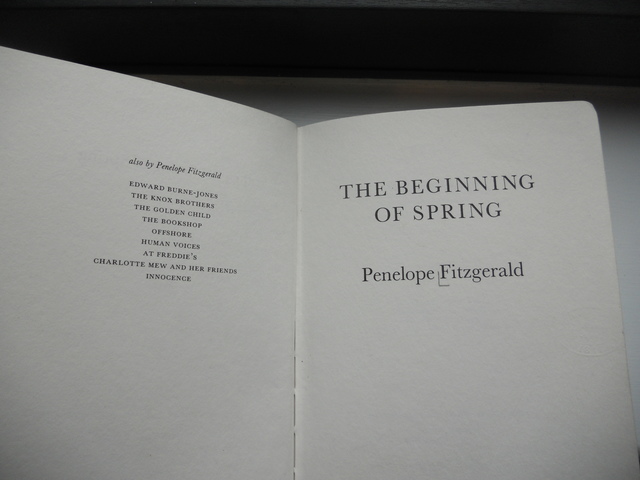 also by Penelope Fitzgerald
EDWARD BURNE-JONES
THE KNOX BROTHERS
THE GOLDEN CHILD
THE BOOKSHOP
OFFSHORE
HUMAN VOICES
AT FREDDIE'S
CHARLOTTE MEW AND HER FRIENDS
INNOCENCE
THE BEGINNING
OF SPRING
Penelope Fitzgerald